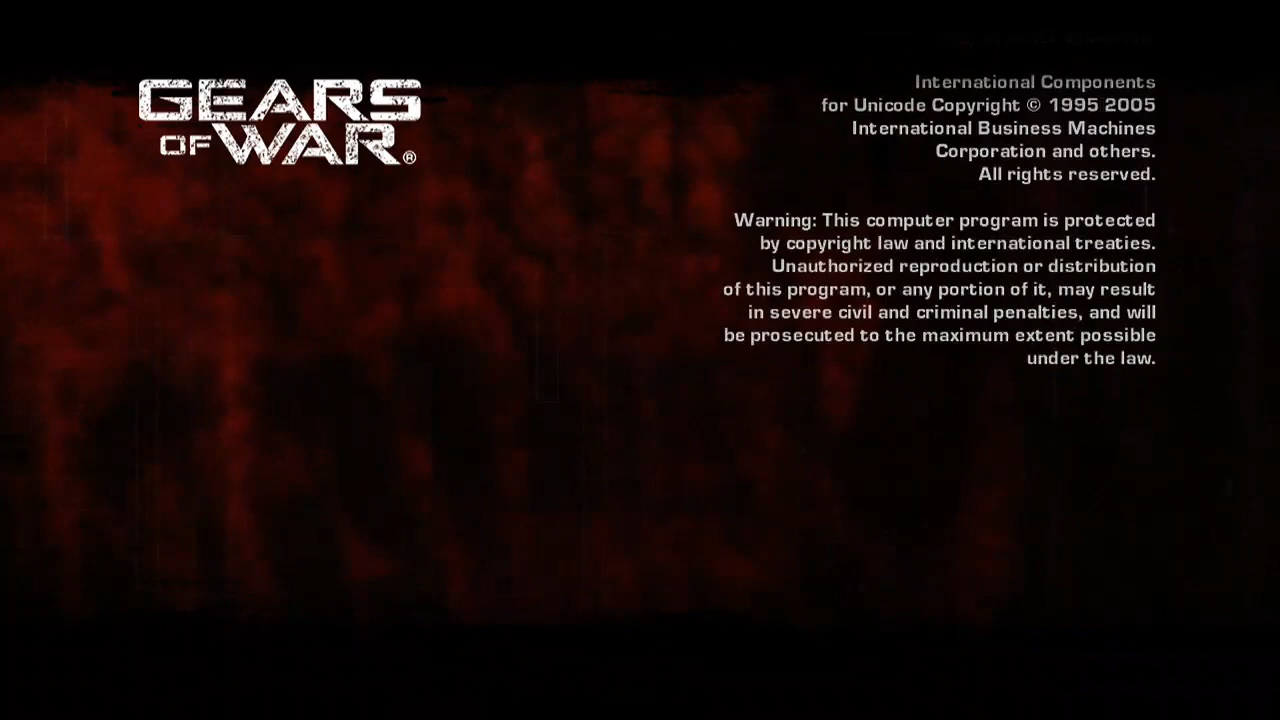 GEARS
OF WAR®
International Components
for Unicode Copyright © 1995 2005
International Business Machines
Corporation and others.
All rights reserved.
Warning: This computer program is protected
by copyright law and international treaties.
Unauthorized reproduction or distribution
of this program, or any portion of it, may result
in severe civil and criminal penalties, and will
be prosecuted to the maximum extent possible
under the law.